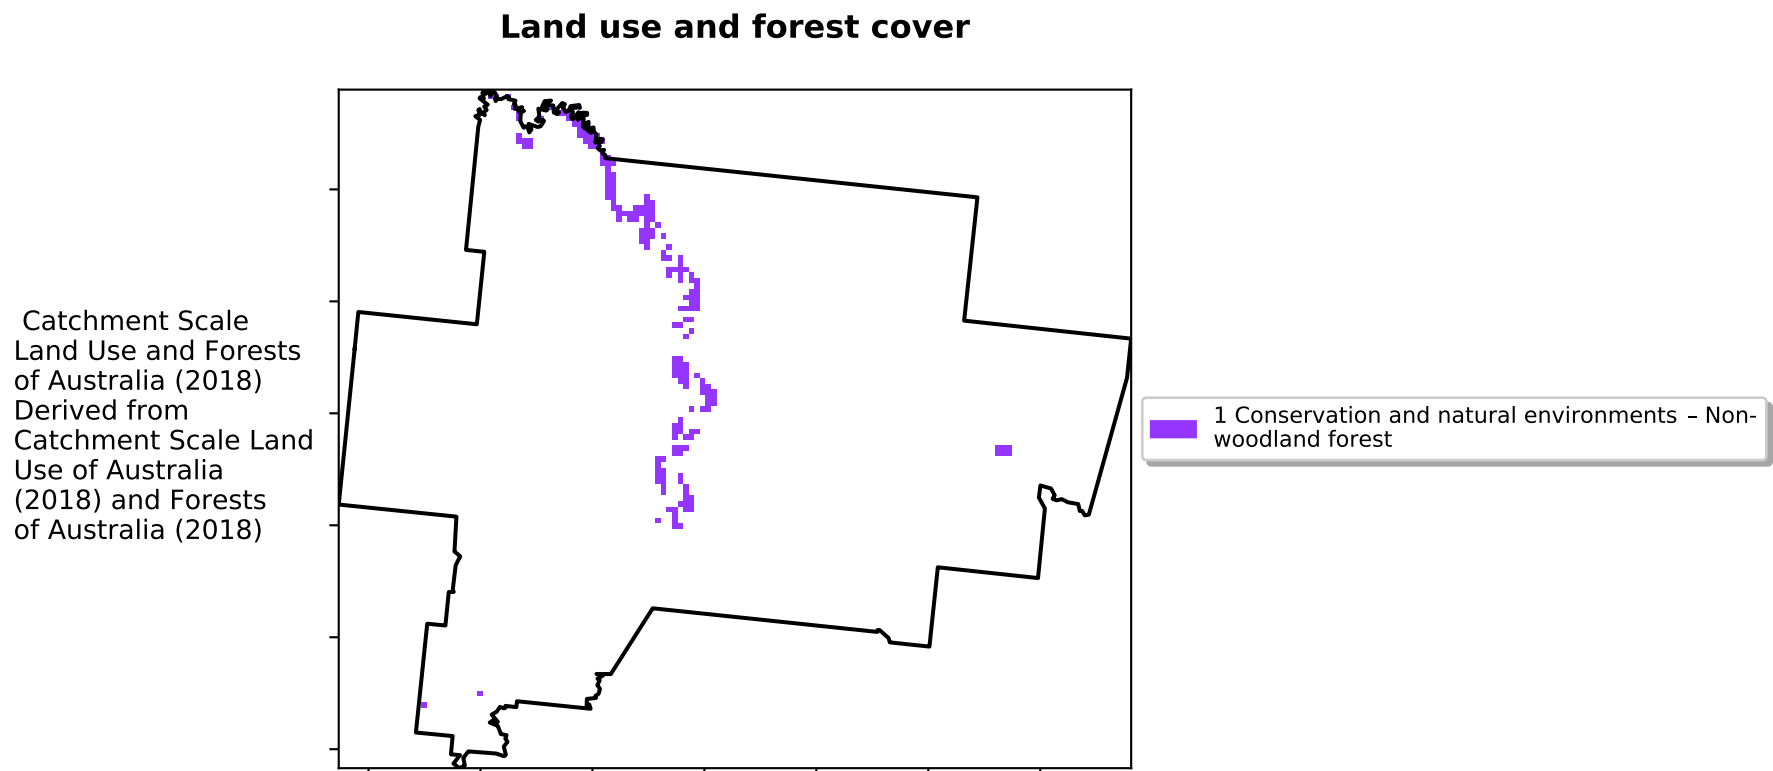 Land use and forest cover
Catchment Scale
Land Use and Forests
of Australia (2018)
Derived from
Catchment Scale Land
Use of Australia
(2018) and Forests
of Australia (2018)
1 Conservation and natural environments – Non-
woodland forest